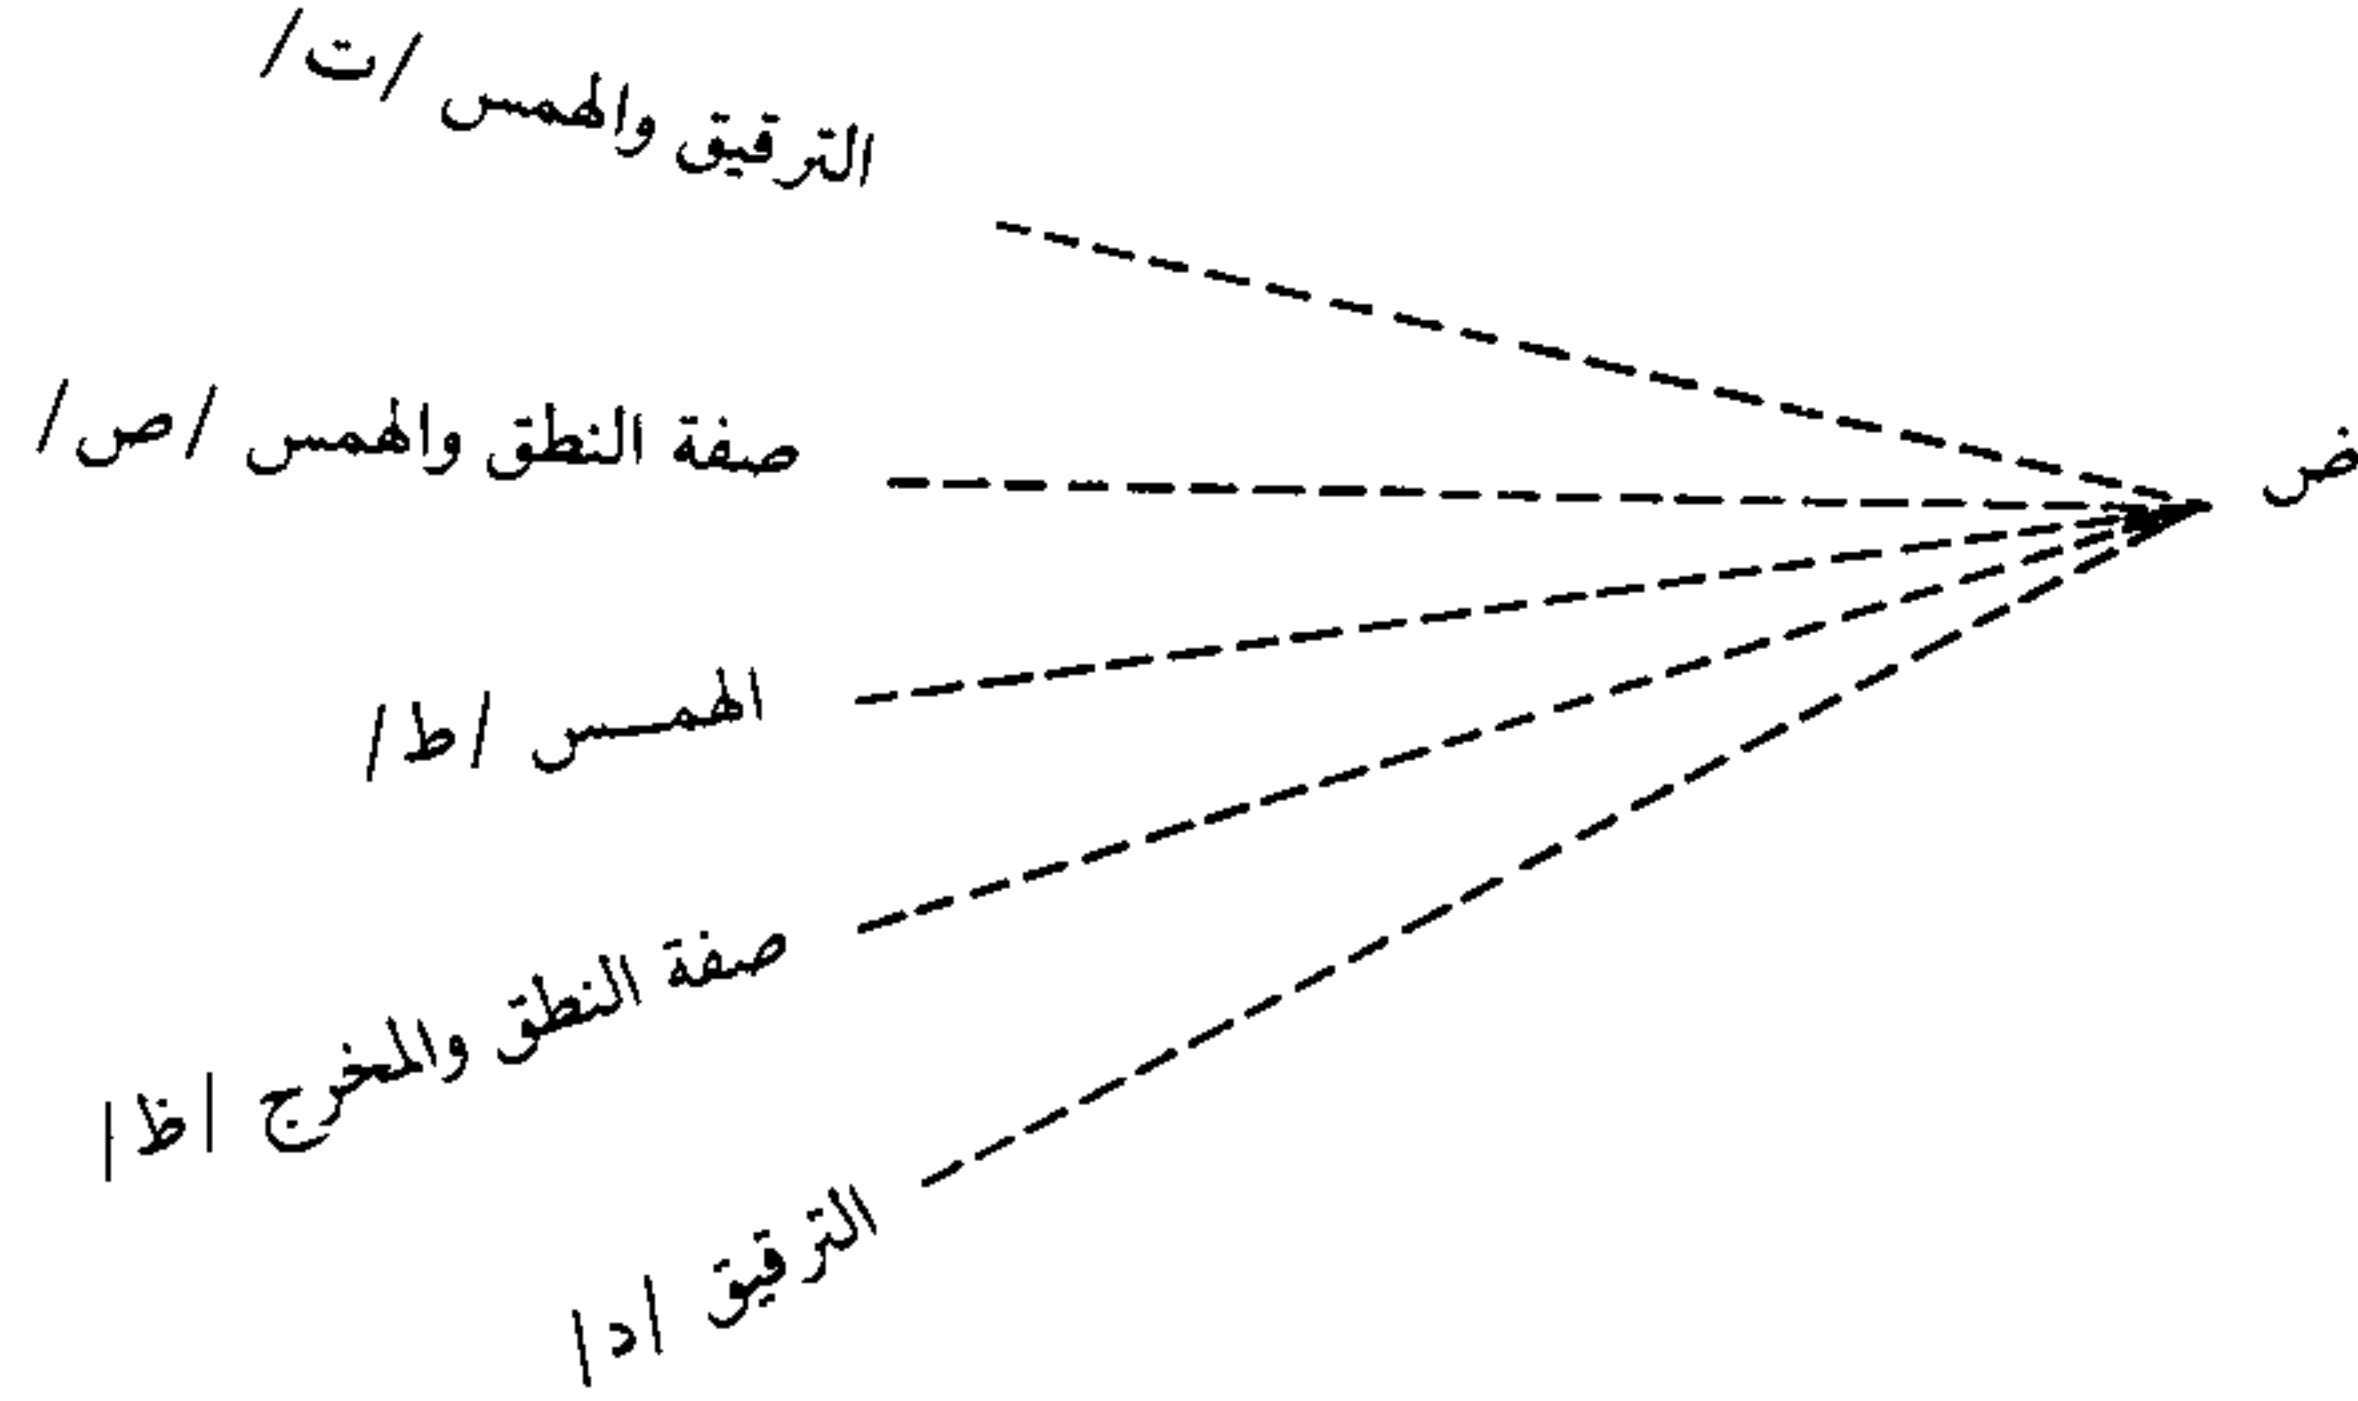 الترقيق والهمس /ت/
ض
صفة النطق والهمس /ص/
الهمس /ط/
صفة النطق والمخرج /ظ/
الترقيق /د/